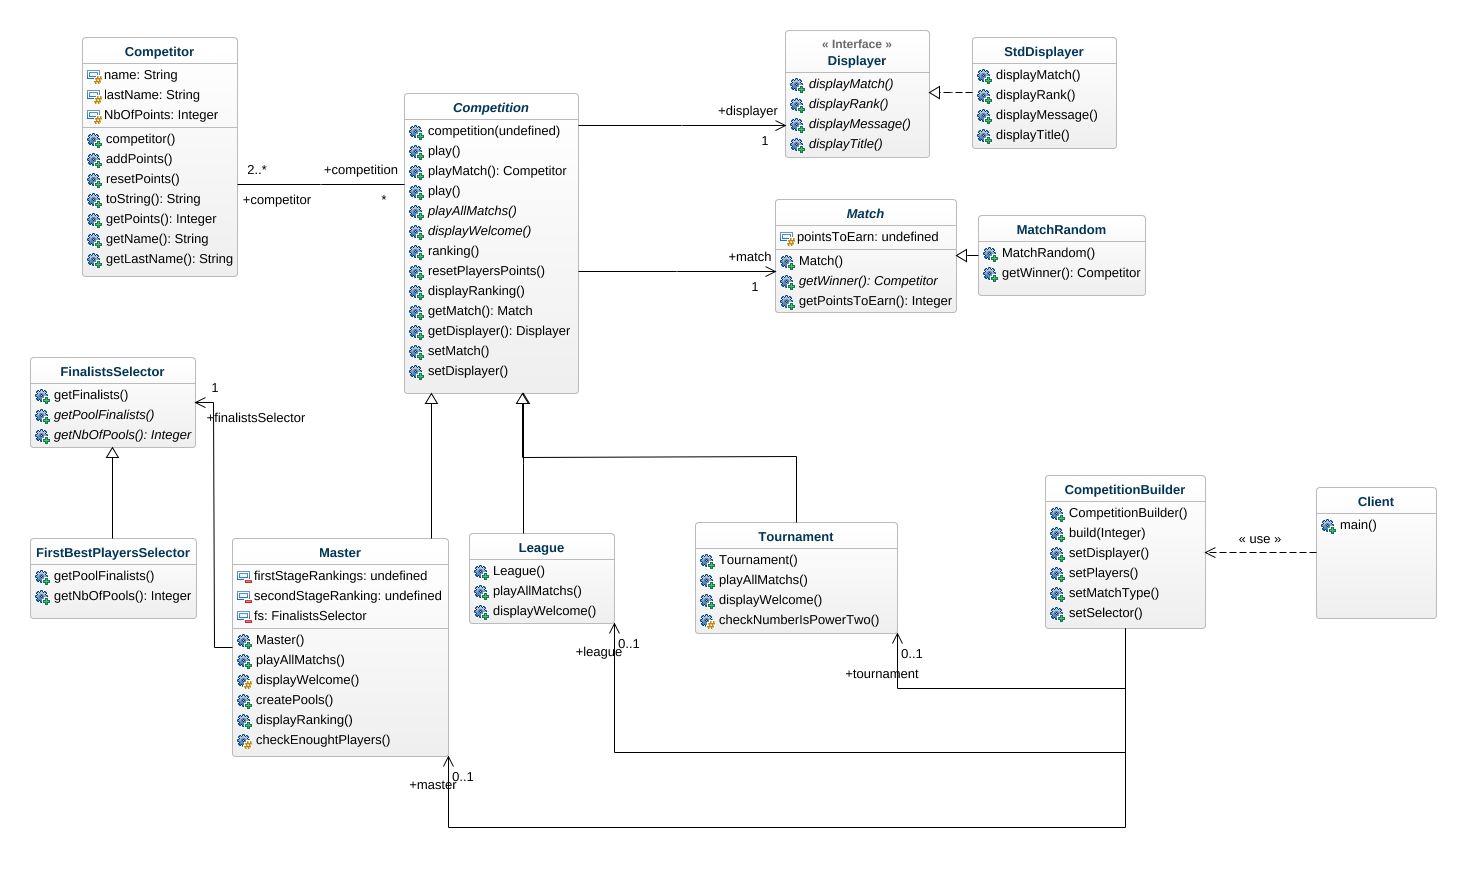 Competitor
name: String
lastName: String
NbOfPoints: Integer
competitor()
addPoints()
resetPoints()
toString(): String
getPoints(): Integer
getName(): String
getLastName(): String
2..*
+competitor
+competition
*
Competition
competition(undefined)
play()
playMatch(): Competitor
play()
playAllMatchs()
displayWelcome()
ranking()
resetPlayersPoints()
displayRanking()
getMatch(): Match
getDisplayer(): Displayer
setMatch()
setDisplayer()
+displayer
1
« Interface »
Displayer
displayMatch()
displayRank()
displayMessage()
displayTitle()
StdDisplayer
displayMatch()
displayRank()
displayMessage()
displayTitle()
+match
1
Match
pointsToEarn: undefined
Match()
getWinner(): Competitor
getPointsToEarn(): Integer
MatchRandom
MatchRandom()
getWinner(): Competitor
FinalistsSelector
getFinalists()
getPoolFinalists()
getNbOfPools(): Integer
1
+finalistsSelector
FirstBestPlayersSelector
getPoolFinalists()
getNbOfPools(): Integer
Master
firstStageRankings: undefined
secondStageRanking: undefined
fs: FinalistsSelector
Master()
playAllMatchs()
displayWelcome()
createPools()
displayRanking()
checkEnoughtPlayers()
0..1
+master
League
League()
playAllMatchs()
displayWelcome()
0..1
+league
Tournament
Tournament()
playAllMatchs()
displayWelcome()
checkNumberIsPowerTwo()
0..1
+tournament
CompetitionBuilder
CompetitionBuilder()
build(Integer)
setDisplayer()
setPlayers()
setMatchType()
setSelector()
« use »
Client
main()